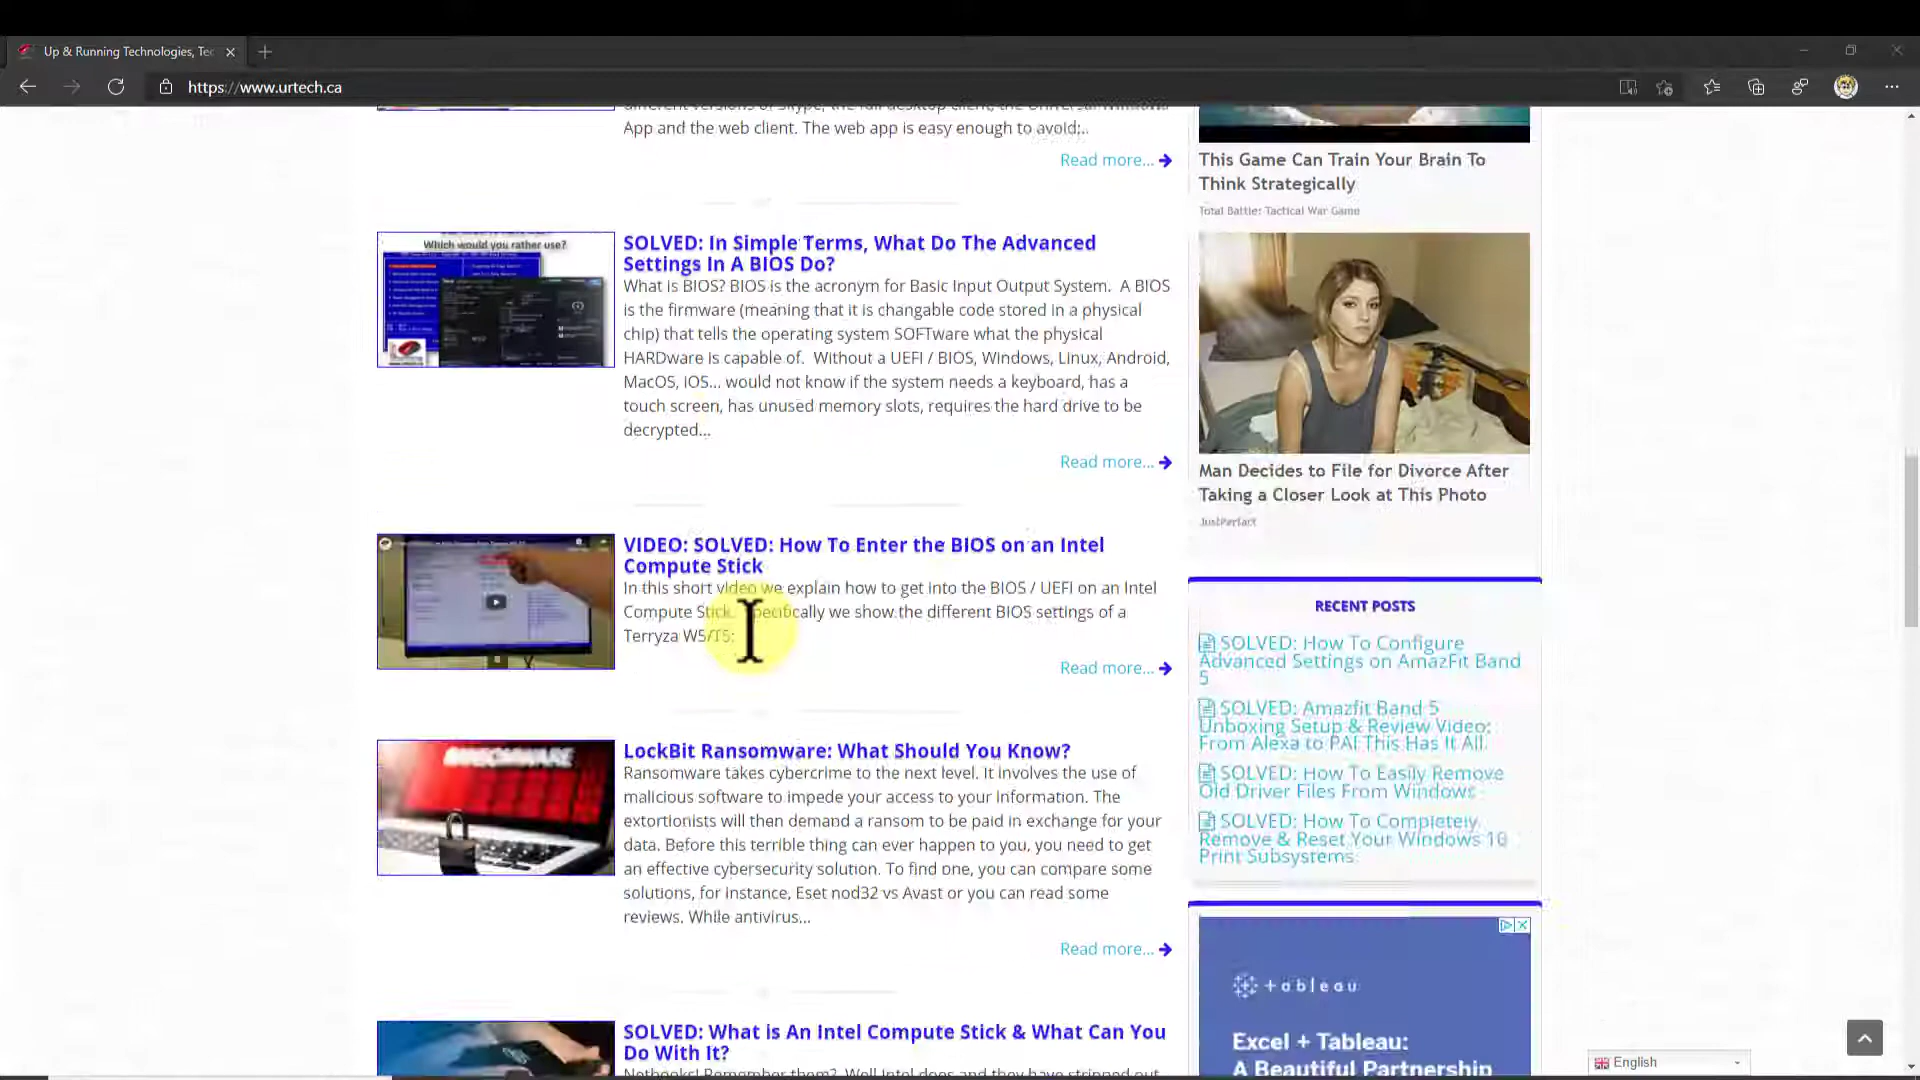 Up & Running Technologies, Tec
https://www.urtech.ca
App and the web client. The web app is easy enough to avoid:..
Read more...
Which would you rather use?
SOLVED: In Simple Terms, What Do The Advanced
Settings In A BIOS Do?
What is BIOS? BIOS is the acronym for Basic Input Output System.  A BIOS
is the firmware (meaning that it is changable code stored in a physical
chip) that tells the operating system SOFTware what the physical
HARDware is capable of.  Without a UEFI / BIOS, Windows, Linux, Android,
MacOS, iOS... would not know if the system needs a keyboard, has a
touch screen, has unused memory slots, requires the hard drive to be
decrypted...
Read more...
VIDEO: SOLVED: How To Enter the BIOS on an Intel
Compute Stick
In this short video we explain how to get into the BIOS / UEFI on an Intel
Compute Stick. Specifically we show the different BIOS settings of a
Terryza W5/T5:
Read more...
LockBit Ransomware: What Should You Know?
Ransomware takes cybercrime to the next level. It involves the use of
malicious software to impede your access to your information. The
extortionists will then demand a ransom to be paid in exchange for your
data. Before this terrible thing can ever happen to you, you need to get
an effective cybersecurity solution. To find one, you can compare some
solutions, for instance, Eset nod32 vs Avast or you can read some
reviews. While antivirus...
Read more...
SOLVED: What is An Intel Compute Stick & What Can You
Do With It?
This Game Can Train Your Brain To
Think Strategically
Total Battle: Tactical War Game
Man Decides to File for Divorce After
Taking a Closer Look at This Photo
JustPerfact
RECENT POSTS
SOLVED: How To Configure
Advanced Settings on AmazFit Band
5
SOLVED: Amazfit Band 5
Unboxing Setup & Review Video:
From Alexa to PAI This Has It All.
SOLVED: How To Easily Remove
Old Driver Files From Windows
SOLVED: How To Completely
Remove & Reset Your Windows 10
Print Subsystems
+ableau
Excel + Tableau:
A Beautiful Partnership
English